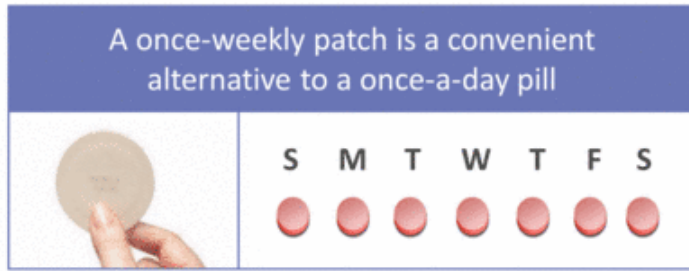 A once-weekly patch is a convenient
alternative to a once-a-day pill
S M T W T F S